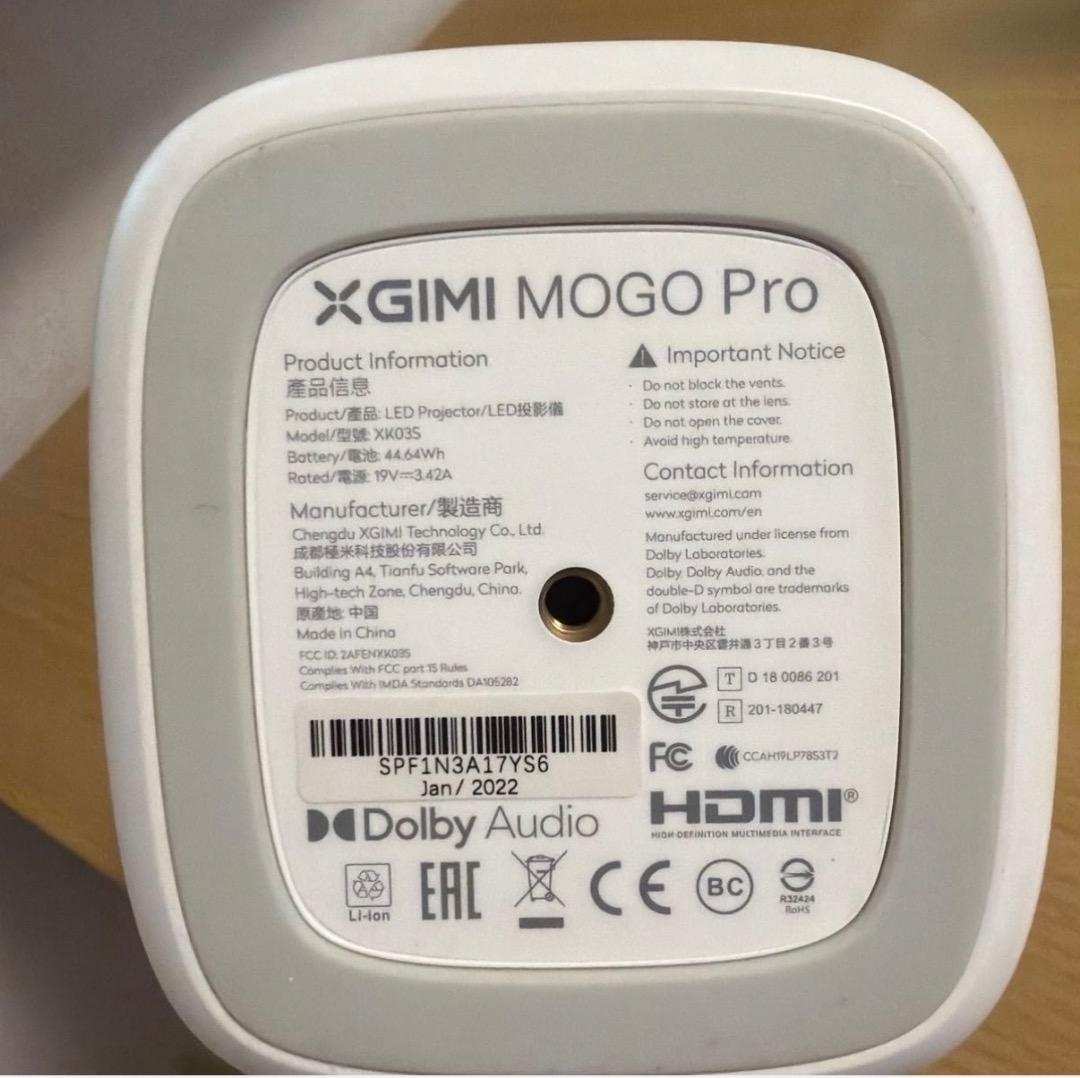 XGIMI MOGO Pro
Product Information
產品信息
Product/產品: LED Projector/LED投影儀
Model/型號: XK03S
Battery/電池: 44.64Wh
Rated/電源: 19V⎓3.42A
Manufacturer/製造商
Chengdu XGIMI Technology Co., Ltd.
成都極米科技股份有限公司
Building A4, Tianfu Software Park,
High-tech Zone, Chengdu, China.
原產地: 中国
Made in China
FCC ID: 2AFENXK03S
Complies With FCC part 15 Rules
Complies With IMDA Standards DA105282
SPF1N3A17YS6
Jan/ 2022
Dolby Audio
Important Notice
· Do not block the vents.
· Do not store at the lens.
· Do not open the cover.
· Avoid high temperature.
Contact Information
service@xgimi.com
www.xgimi.com/en
Manufactured under license from
Dolby Laboratories.
Dolby, Dolby Audio, and the
double-D symbol are trademarks
of Dolby Laboratories.
XGIMI株式会社
神戸市中央区雲井通3丁目2番3号
T D 18 0086 201
R 201-180447
FC CCAH19LP7853T2
HDMI®
HIGH-DEFINITION MULTIMEDIA INTERFACE
Li-ion
EAC
CE
BC
R32424
RoHS